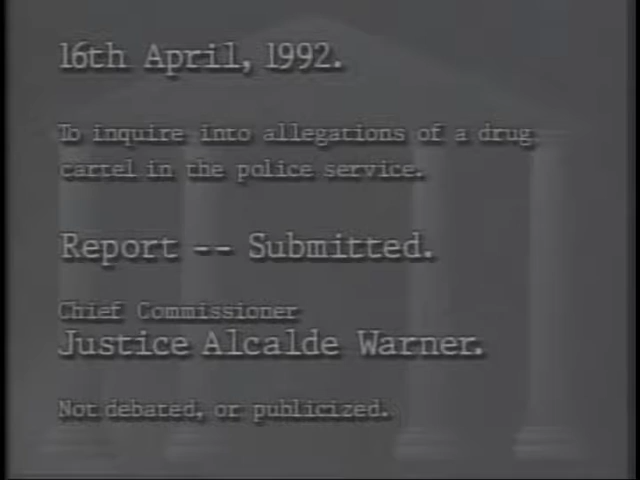 16th April, 1992.
To inquire into allegations of a drug
cartel in the police service.
Report -- Submitted.
Chief Commissioner
Justice Alcalde Warner.
Not debated, or publicized.